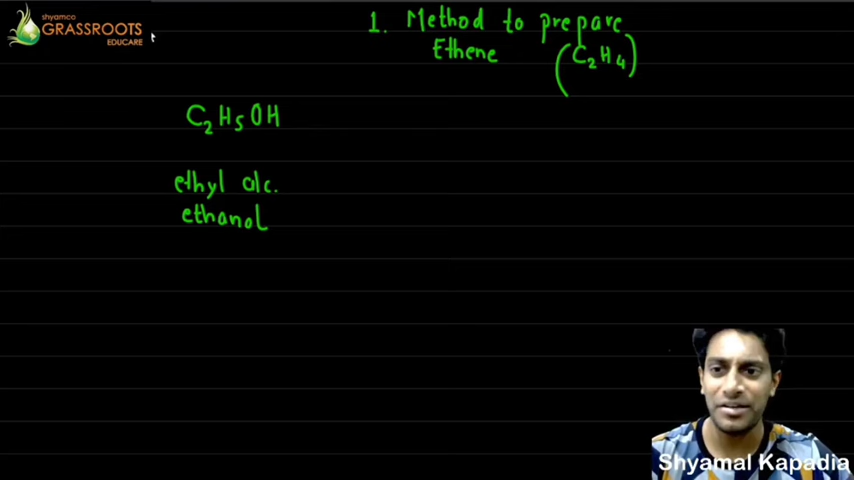 shyamco
GRASSROOTS
EDUCARE
1. Method to prepare
Ethene (C₂H₄)
C₂H₅OH
ethyl alc.
ethanol
Shyamal Kapadia